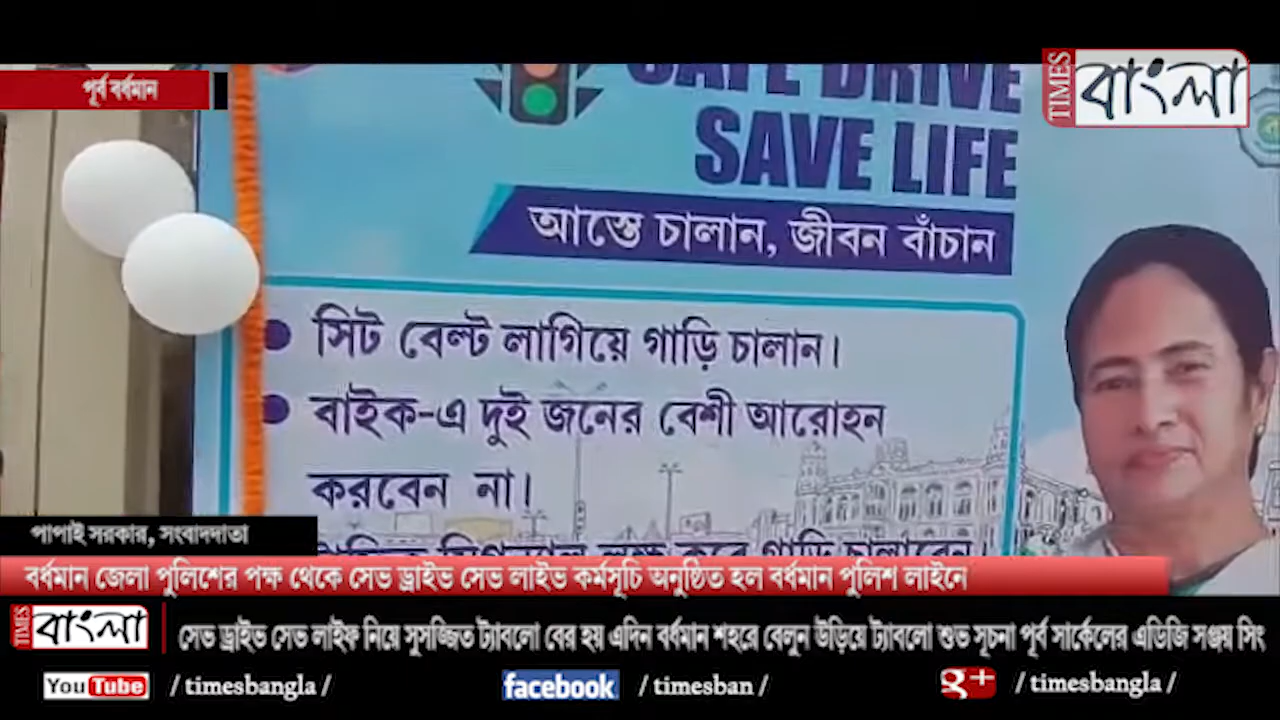 পূর্ব বর্ধমান
TIMES বাংলা
SAFE DRIVE
SAVE LIFE
আস্তে চালান, জীবন বাঁচান
সিট বেল্ট লাগিয়ে গাড়ি চালান।
বাইক-এ দুই জনের বেশী আরোহন
করবেন না।
গাড়ি চালাবেন।
পাপাই সরকার, সংবাদদাতা
বর্ধমান জেলা পুলিশের পক্ষ থেকে সেভ ড্রাইভ সেভ লাইভ কর্মসূচি অনুষ্ঠিত হল বর্ধমান পুলিশ লাইনে
TIMES বাংলা
সেভ ড্রাইভ সেভ লাইফ নিয়ে সুসজ্জিত ট্যাবলো বের হয় এদিন বর্ধমান শহরে বেলুন উড়িয়ে ট্যাবলো শুভ সূচনা পূর্ব সার্কেলের এডিজি সঞ্জয় সিং
YouTube / timesbangla /
facebook / timesban /
g+ / timesbangla /